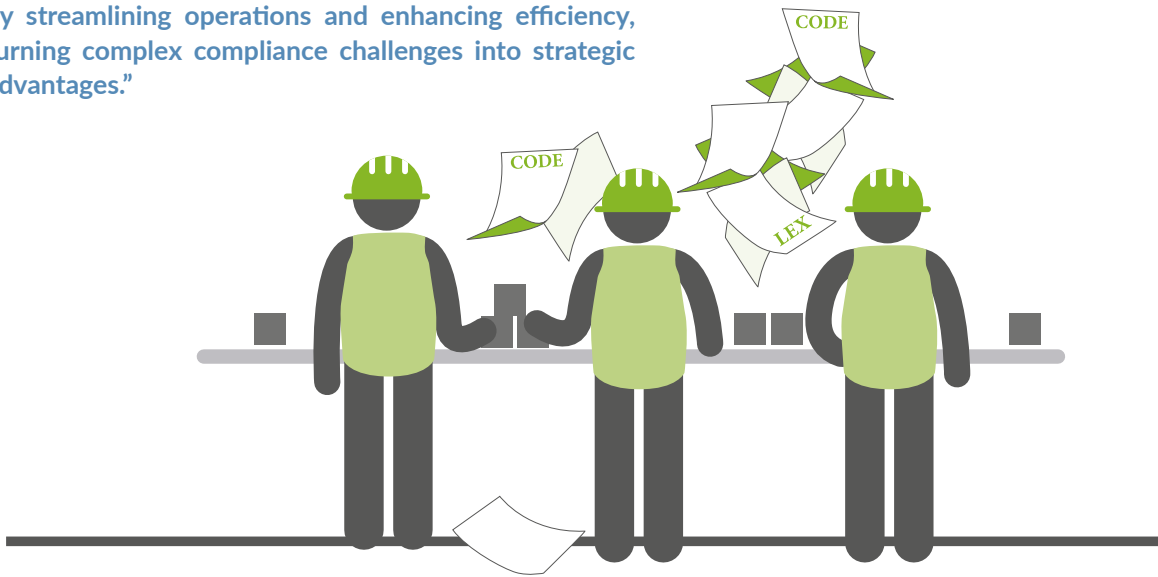 y streamlining operations and enhancing efficiency,
urning complex compliance challenges into strategic
dvantages.”
CODE
CODE
LEX